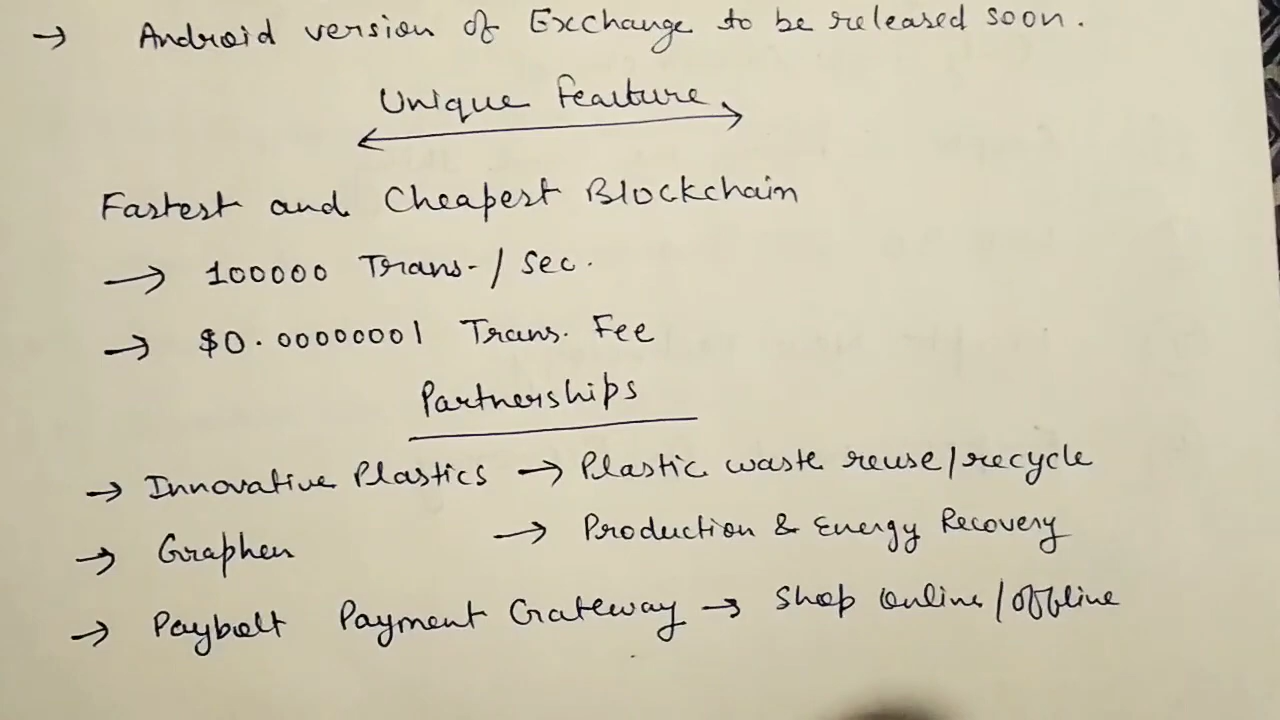 → Android version of Exchange to be released soon.
Unique Feature
Fastest and Cheapest Blockchain
→ 100000 Trans./sec.
→ $0.00000001 Trans. Fee
Partnerships
→ Innovative Plastics → Plastic waste reuse/recycle
→ Graphen → Production & Energy Recovery
→ Paybolt Payment Gateway → Shop online/offline